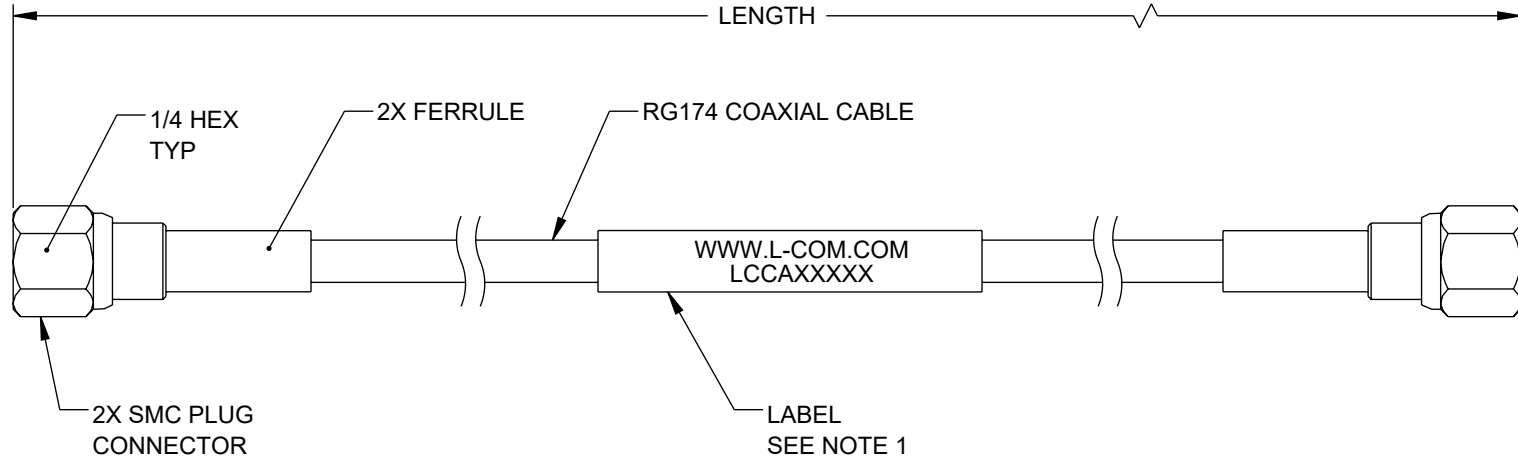 LENGTH
1/4 HEX
TYP
2X FERRULE
RG174 COAXIAL CABLE
WWW.L-COM.COM
LCCAXXXXX
2X SMC PLUG
CONNECTOR
LABEL
SEE NOTE 1